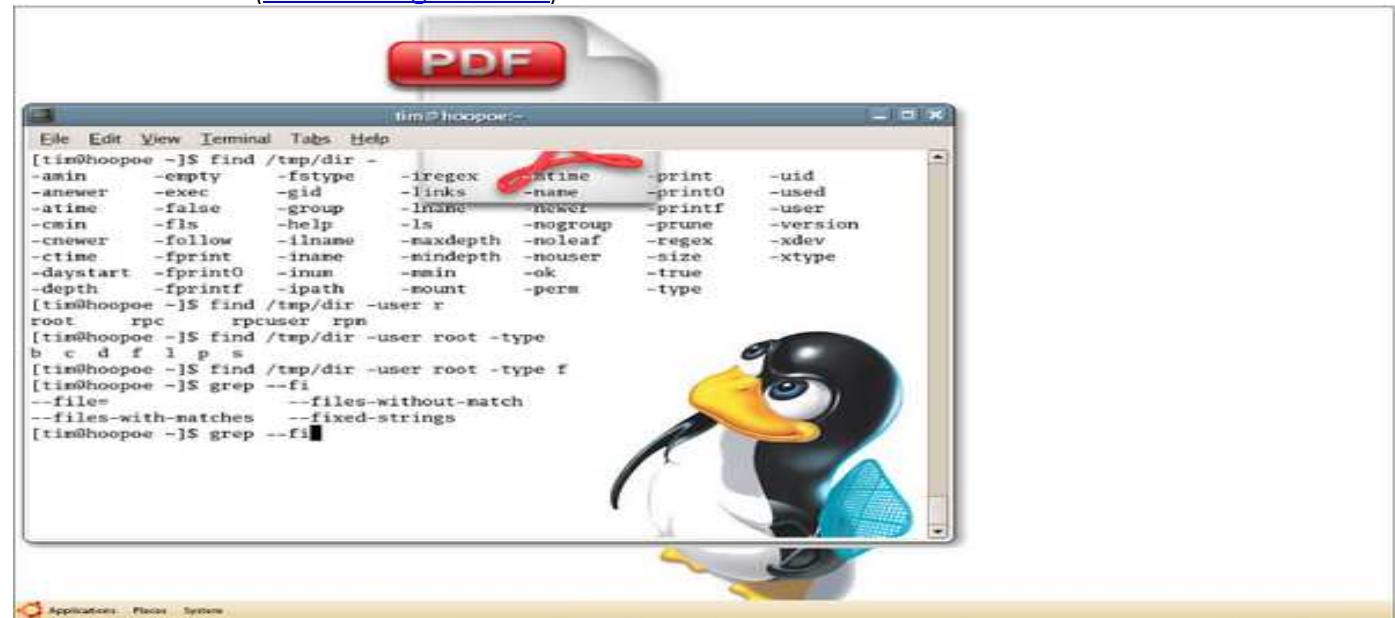 PDF
tim@hoopoe:~
File Edit View Terminal Tabs Help
[tim@hoopoe ~]$ find /tmp/dir -
-amin -empty -fstype -iregex -mtime -print -uid
-anewer -exec -gid -links -name -print0 -used
-atime -false -group -lname -newer -printf -user
-cmin -fls -help -ls -nogroup -prune -version
-cnewer -follow -ilname -maxdepth -noleaf -regex -xdev
-ctime -fprint -iname -mindepth -nouser -size -xtype
-daystart -fprint0 -inum -mmin -ok -true
-depth -fprintf -ipath -mount -perm -type
[tim@hoopoe ~]$ find /tmp/dir -user r
root rpc rpcuser rpm
[tim@hoopoe ~]$ find /tmp/dir -user root -type
b c d f l p s
[tim@hoopoe ~]$ find /tmp/dir -user root -type f
[tim@hoopoe ~]$ grep --fi
--file= --files-without-match
--files-with-matches --fixed-strings
[tim@hoopoe ~]$ grep --fi
Applications Places System